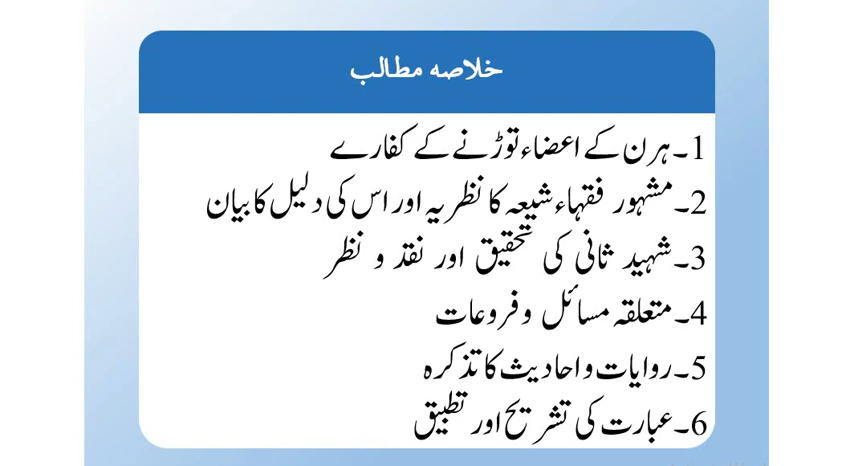 خلاصہ مطالب
1۔ہرن کے اعضاء توڑنے کے کفارے
2۔مشہور فقہاء شیعہ کا نظریہ اور اس کی دلیل کا بیان
3۔شہید ثانی کی تحقیق اور نقد و نظر
4۔متعلقہ مسائل و فروعات
5۔روایات و احادیث کا تذکرہ
6۔عبارت کی تشریح اور تطبیق